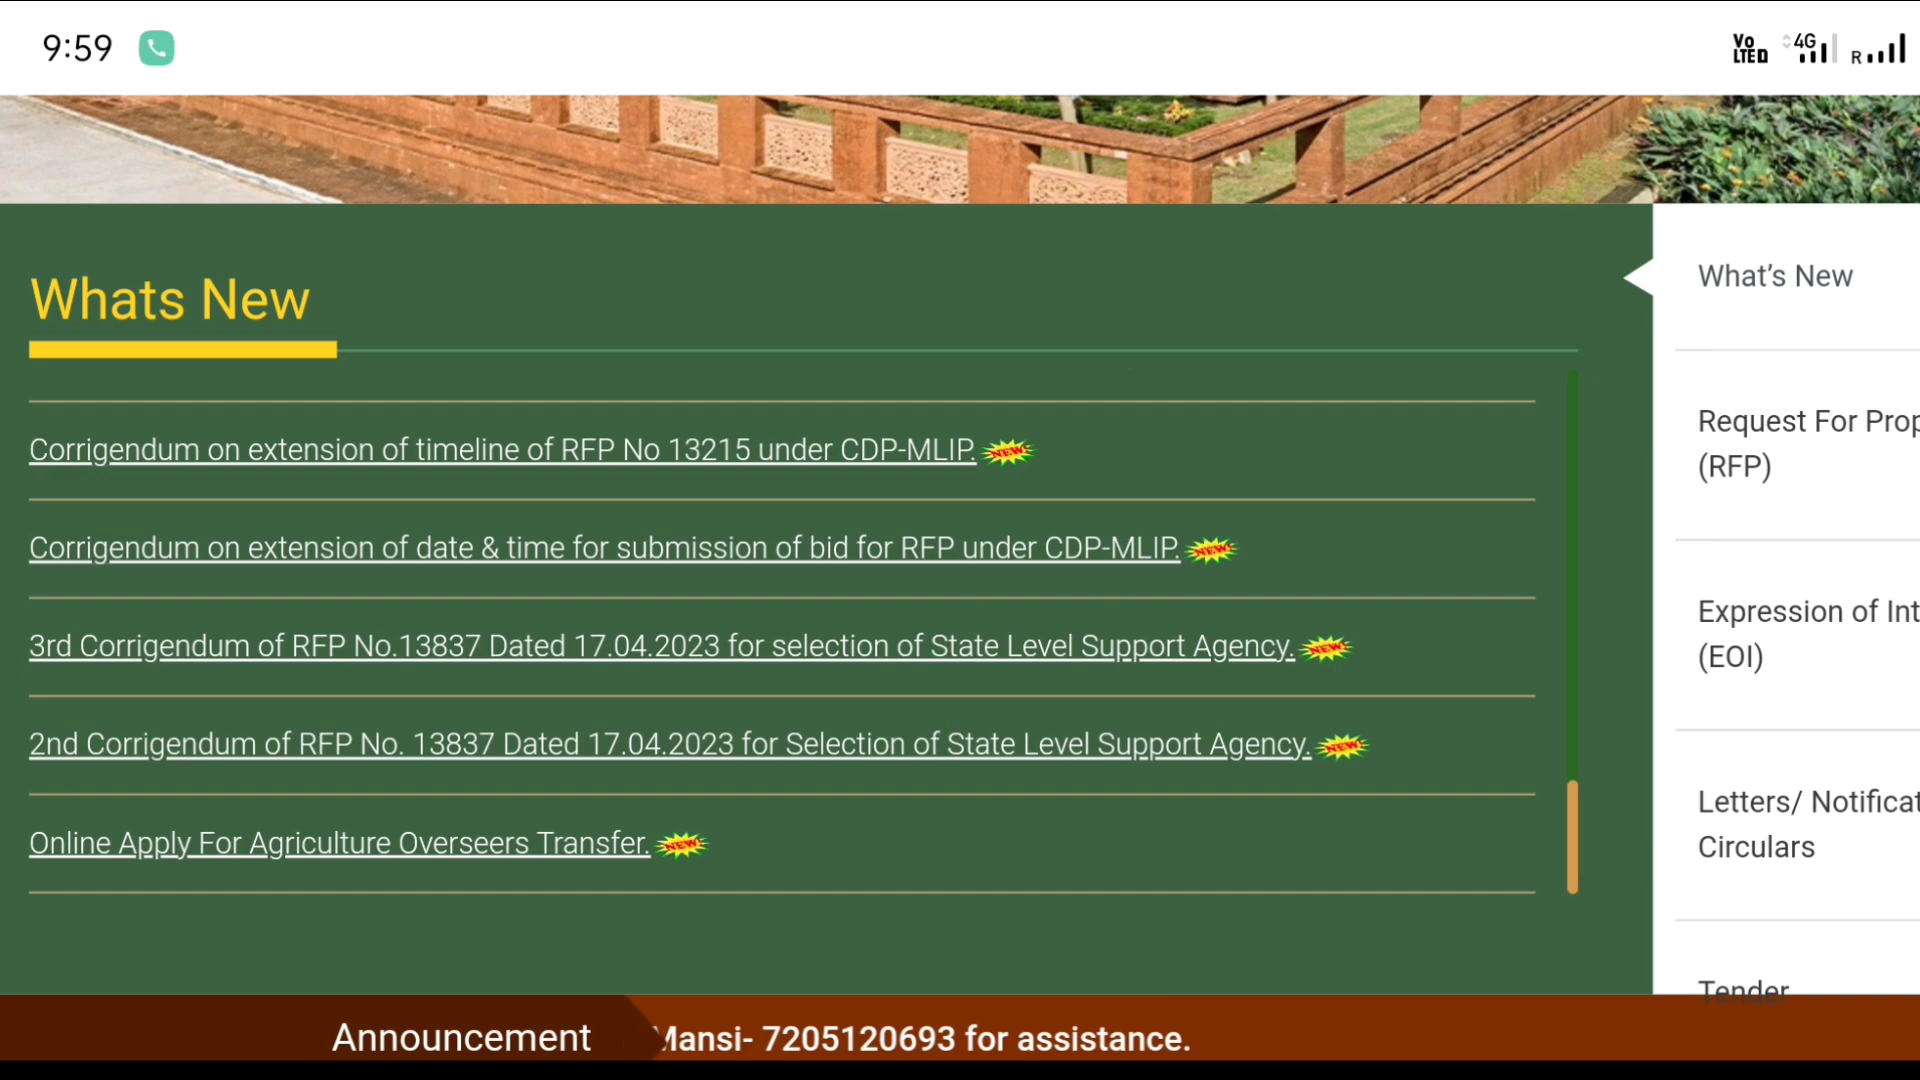 9:59
Vo LTED 4G R
What's New
Whats New
Request For Prop
(RFP)
Corrigendum on extension of timeline of RFP No 13215 under CDP-MLIP. NEW
Corrigendum on extension of date & time for submission of bid for RFP under CDP-MLIP. NEW
Expression of Int
(EOI)
3rd Corrigendum of RFP No.13837 Dated 17.04.2023 for selection of State Level Support Agency. NEW
2nd Corrigendum of RFP No. 13837 Dated 17.04.2023 for Selection of State Level Support Agency. NEW
Letters/ Notificat
Circulars
Online Apply For Agriculture Overseers Transfer. NEW
Tender
Announcement
Mansi- 7205120693 for assistance.